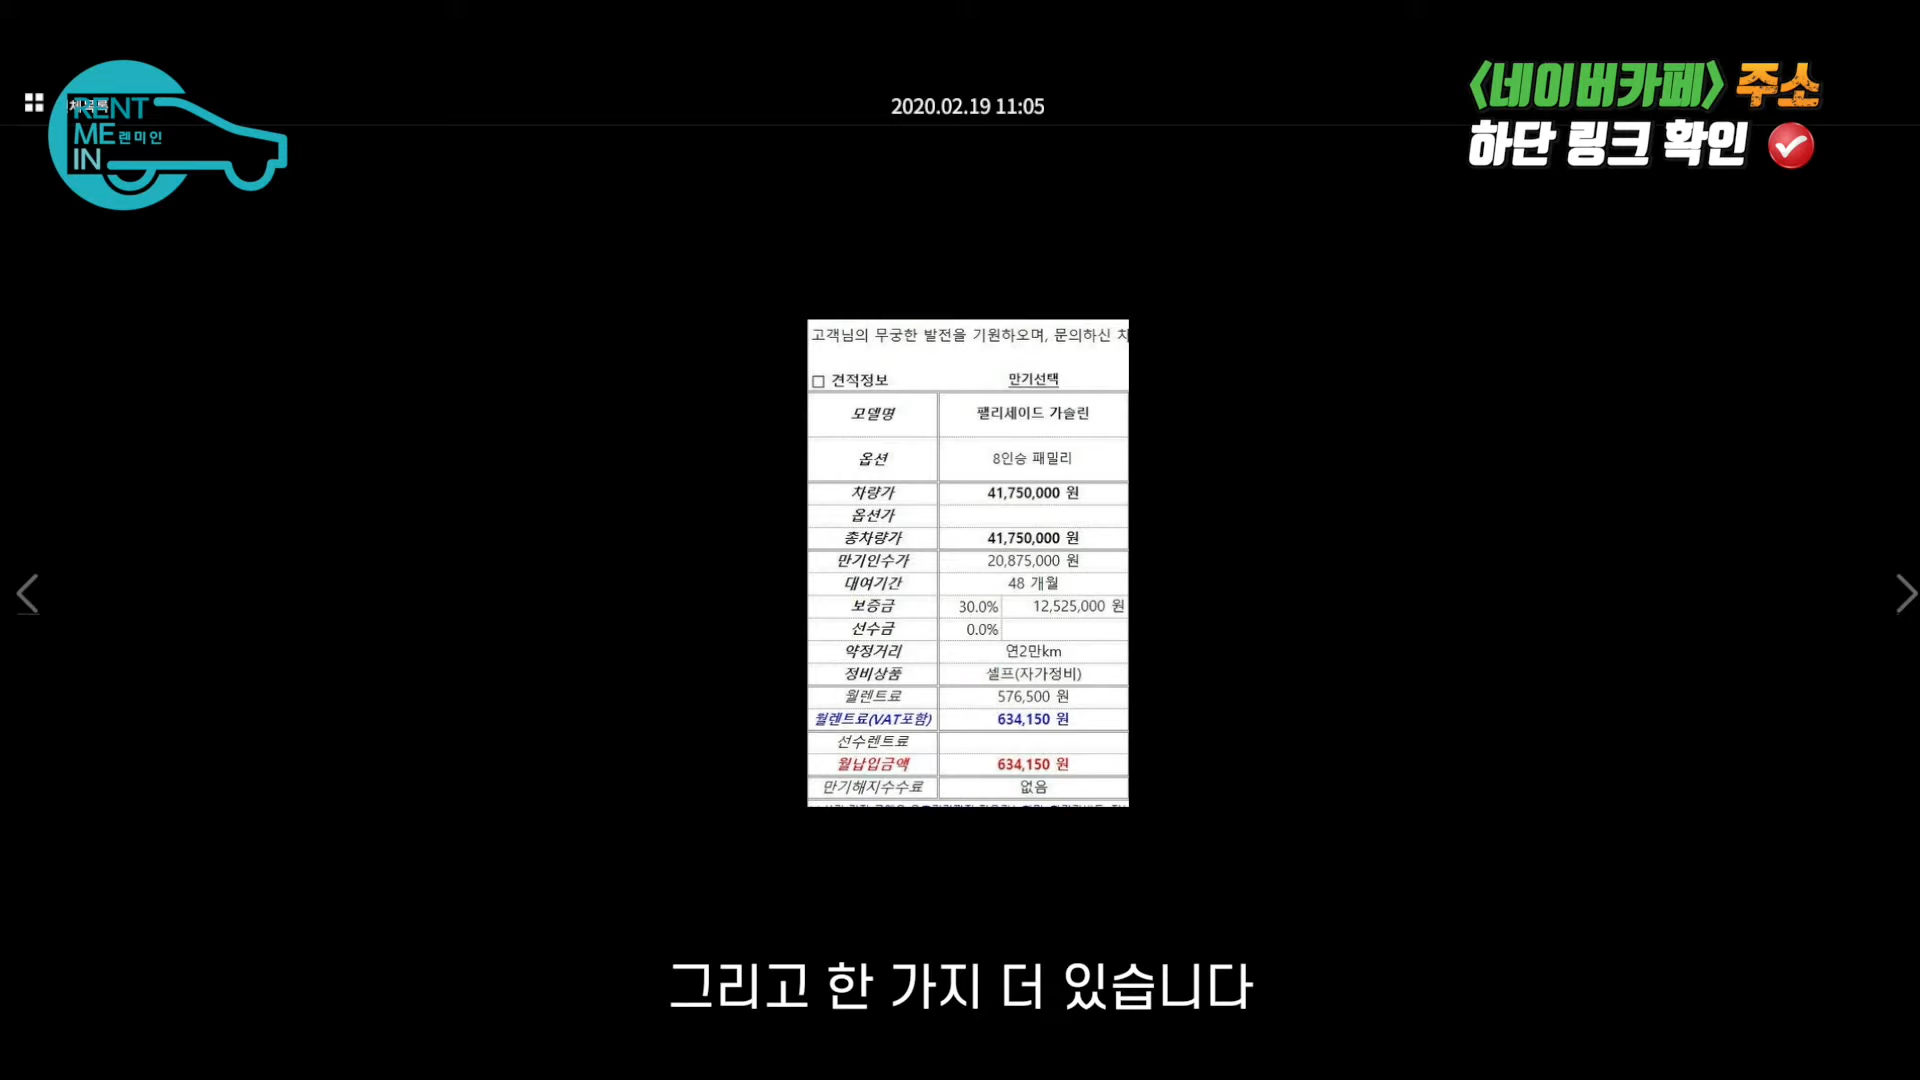 RENT
ME 렌미인
IN
2020.02.19 11:05
<네이버카페> 주소
하단 링크 확인
고객님의 무궁한 발전을 기원하오며, 문의하신 차
□ 견적정보 만기선택
모델명 팰리세이드 가솔린
옵션 8인승 패밀리
차량가 41,750,000 원
옵션가
총차량가 41,750,000 원
만기인수가 20,875,000 원
대여기간 48 개월
보증금 30.0% 12,525,000 원
선수금 0.0%
약정거리 연2만km
정비상품 셀프(자가정비)
월렌트료 576,500 원
월렌트료(VAT포함) 634,150 원
선수렌트료
월납입금액 634,150 원
만기해지수수료 없음
그리고 한 가지 더 있습니다